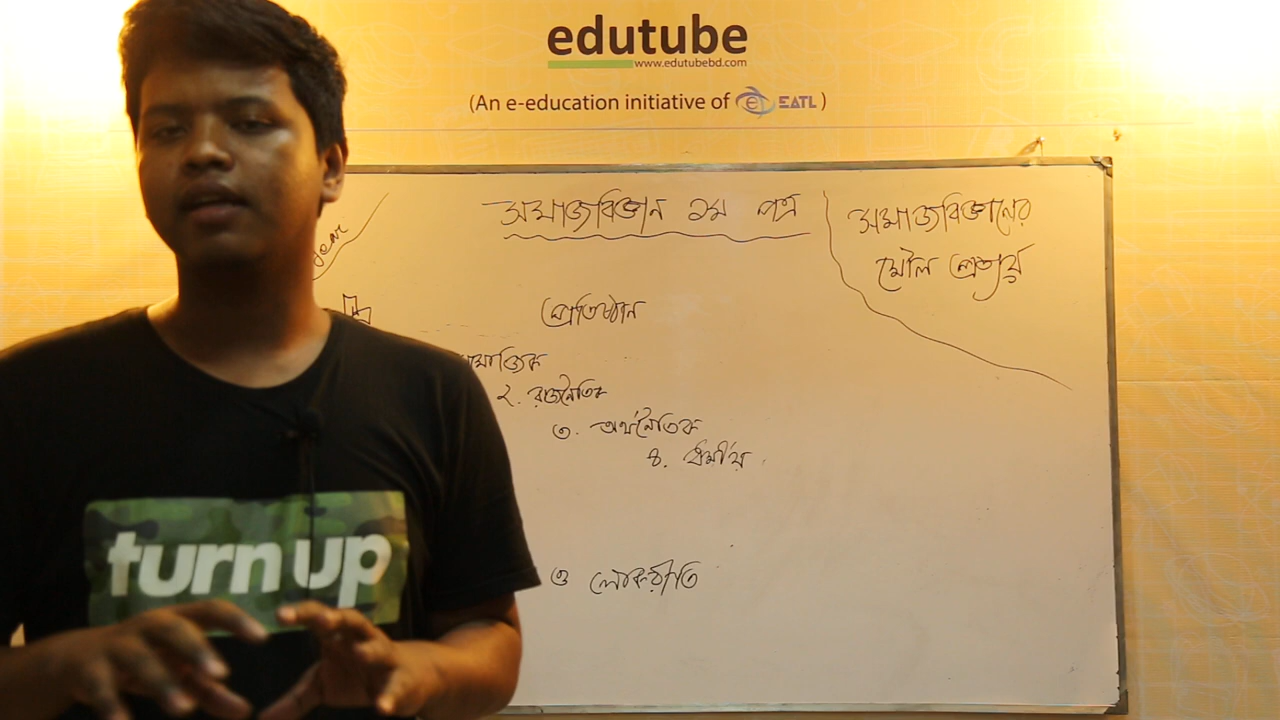 edutube
www.edutubebd.com
(An e-education initiative of EATL)
সমাজবিজ্ঞান ১ম পত্র
সমাজবিজ্ঞানের
মৌল প্রত্যয়
প্রতিষ্ঠান
২. রাজনৈতিক
৩. অর্থনৈতিক
৪. ধর্মীয়
ও লোকরীতি
turn up